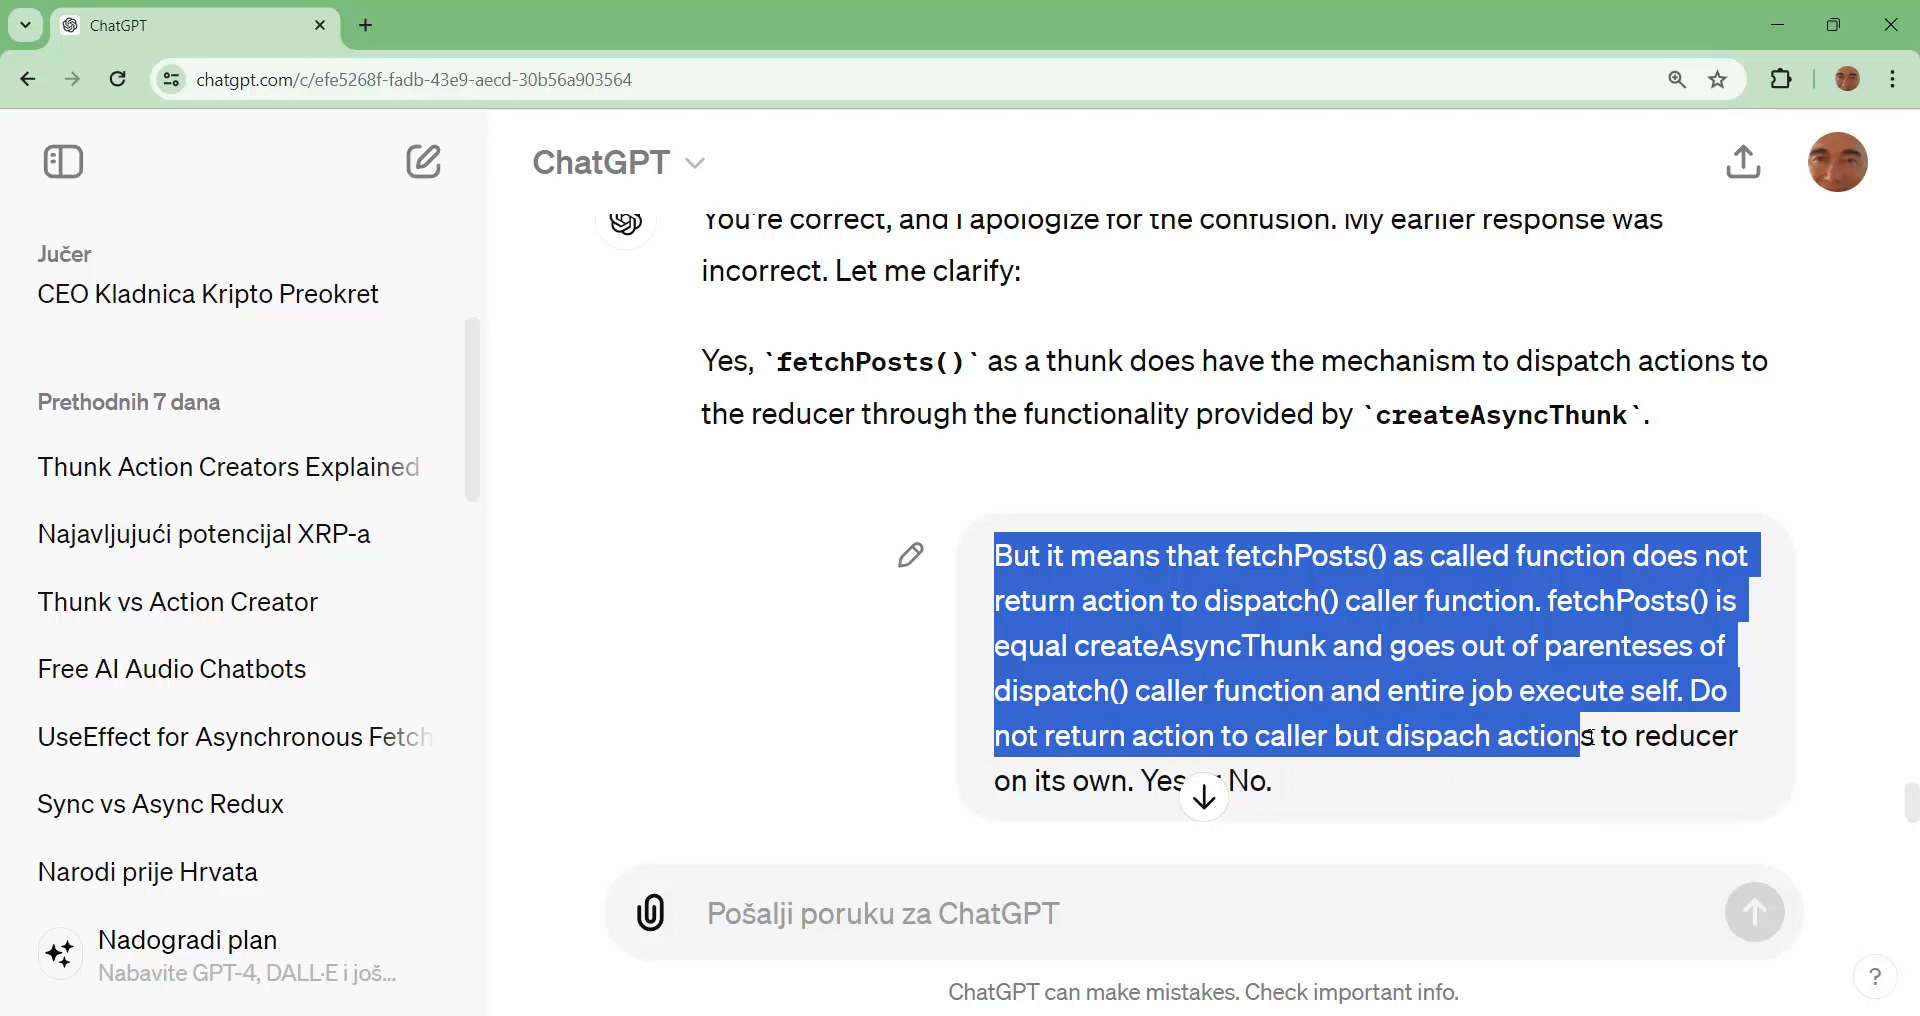 ChatGPT
chatgpt.com/c/efe5268f-fadb-43e9-aecd-30b56a903564
Jučer
CEO Kladnica Kripto Preokret
Prethodnih 7 dana
Thunk Action Creators Explained
Najavljujući potencijal XRP-a
Thunk vs Action Creator
Free AI Audio Chatbots
UseEffect for Asynchronous Fetch
Sync vs Async Redux
Narodi prije Hrvata
Nadogradi plan
Nabavite GPT-4, DALL·E i još...
ChatGPT
You're correct, and I apologize for the confusion. My earlier response was
incorrect. Let me clarify:
Yes, `fetchPosts()` as a thunk does have the mechanism to dispatch actions to
the reducer through the functionality provided by `createAsyncThunk`.
But it means that fetchPosts() as called function does not
return action to dispatch() caller function. fetchPosts() is
equal createAsyncThunk and goes out of parenteses of
dispatch() caller function and entire job execute self. Do
not return action to caller but dispach actions to reducer
on its own. Yes No.
Pošalji poruku za ChatGPT
ChatGPT can make mistakes. Check important info.
?